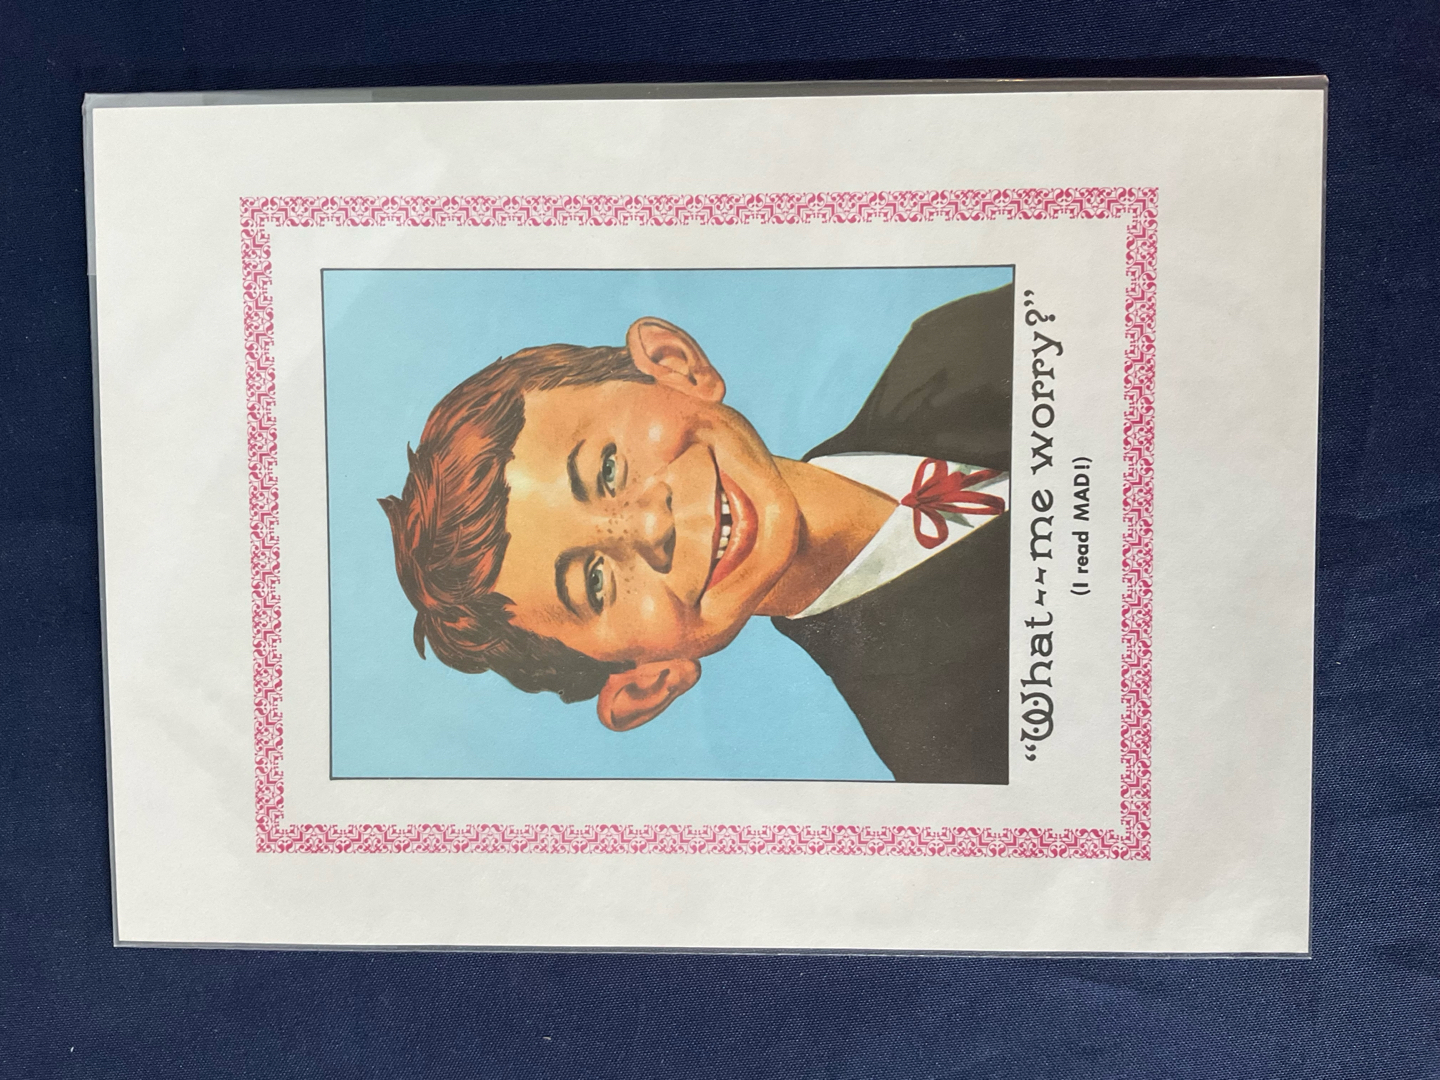 “What--me worry?”
(I read MAD!)